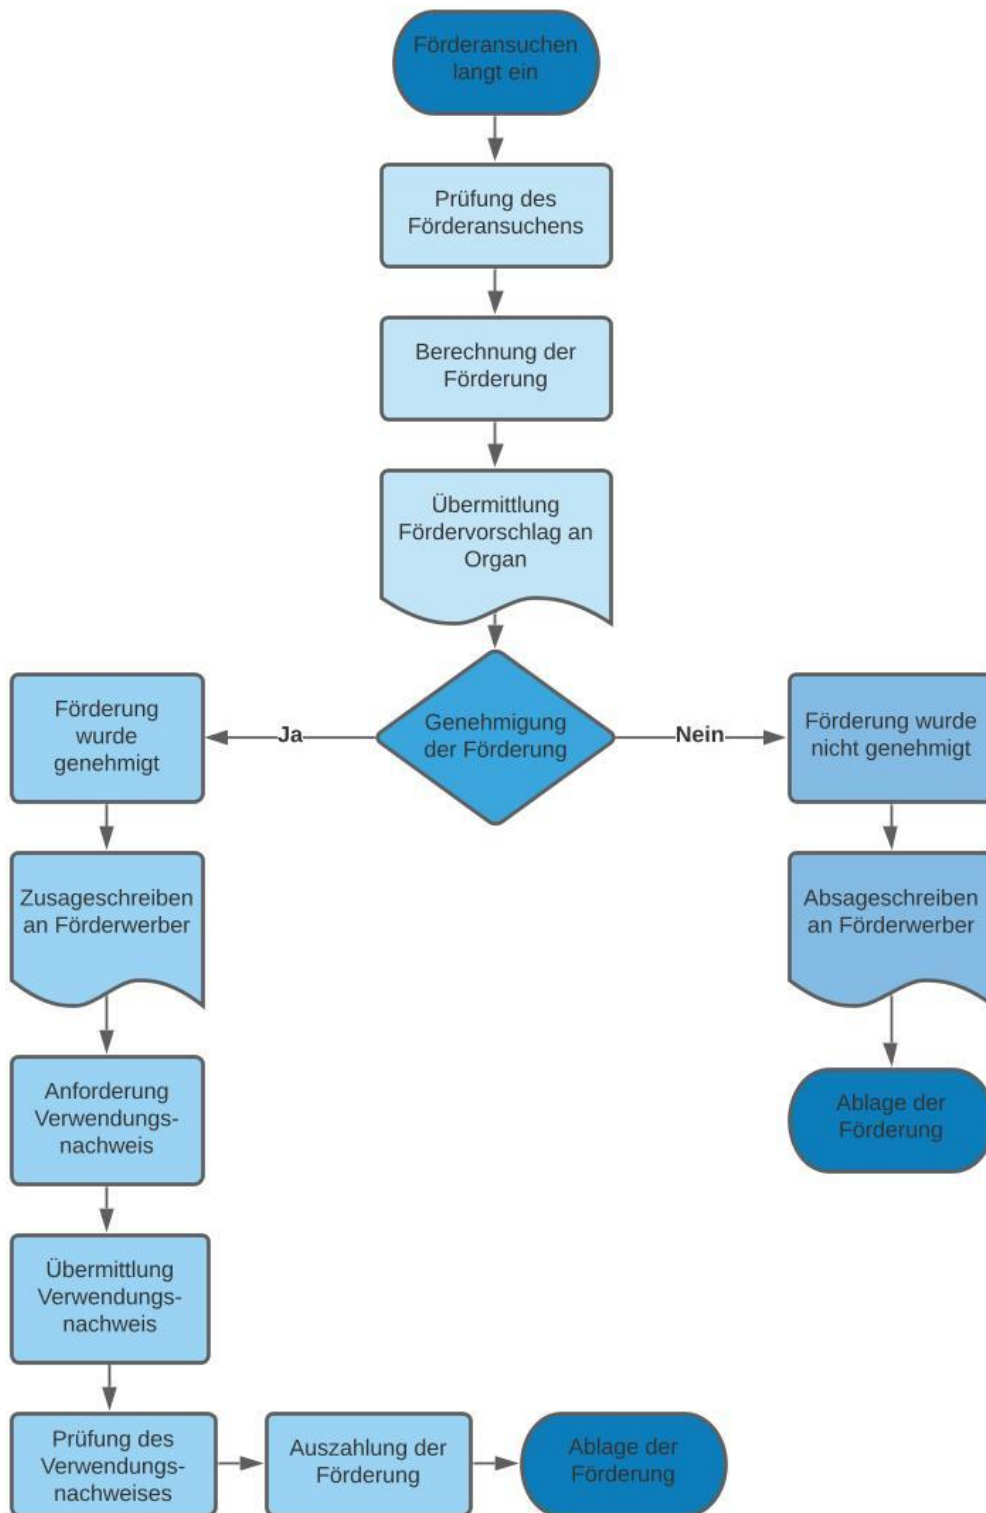 Förderansuchen
langt ein
Prüfung des
Förderansuchens
Berechnung der
Förderung
Übermittlung
Fördervorschlag an
Organ
Genehmigung
der Förderung
Ja
Nein
Förderung
wurde
genehmigt
Förderung wurde
nicht genehmigt
Zusageschreiben
an Förderwerber
Absageschreiben
an Förderwerber
Anforderung
Verwendungs-
nachweis
Ablage der
Förderung
Übermittlung
Verwendungs-
nachweis
Prüfung des
Verwendungs-
nachweises
Auszahlung der
Förderung
Ablage der
Förderung